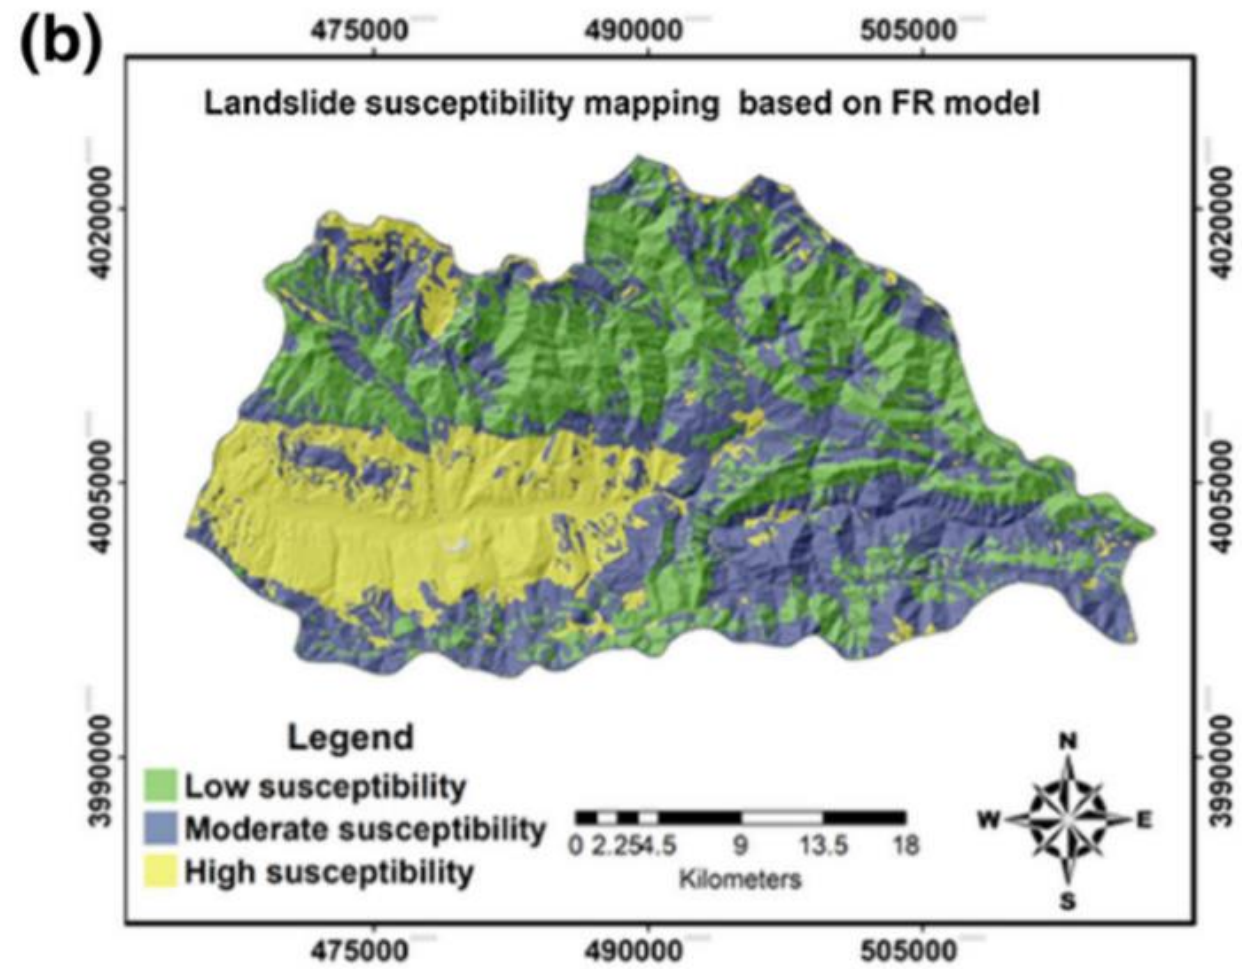 (b)
475000 490000 505000
Landslide susceptibility mapping based on FR model
4020000 4020000
4005000 4005000
3990000 3990000
Legend
Low susceptibility
Moderate susceptibility
High susceptibility
0 2.254.5 9 13.5 18
Kilometers
N
W E
S
475000 490000 505000